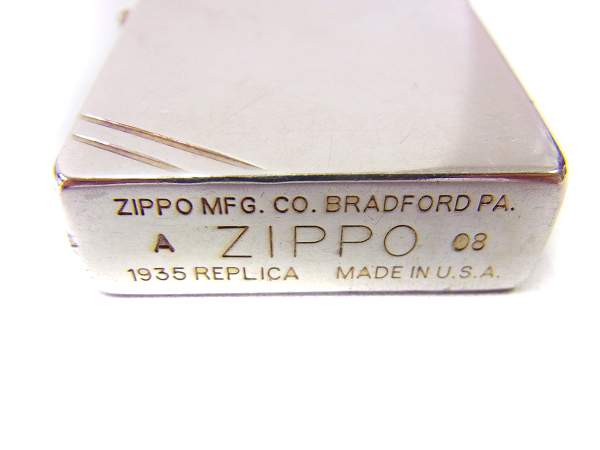 ZIPPO MFG. CO. BRADFORD PA.
A ZIPPO 08
1935 REPLICA MADE IN U.S.A.